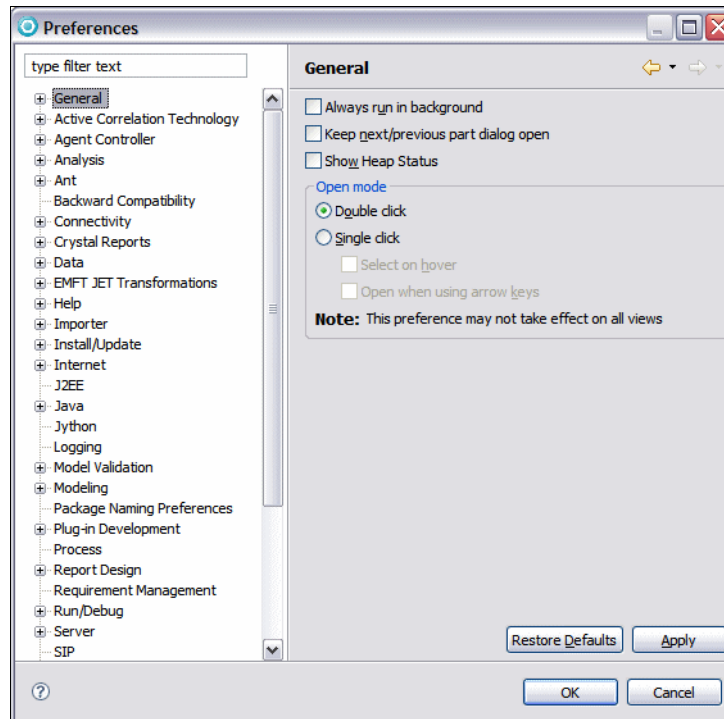 Preferences
type filter text
General
Active Correlation Technology
Agent Controller
Analysis
Ant
Backward Compatibility
Connectivity
Crystal Reports
Data
EMFT JET Transformations
Help
Importer
Install/Update
Internet
J2EE
Java
Jython
Logging
Model Validation
Modeling
Package Naming Preferences
Plug-in Development
Process
Report Design
Requirement Management
Run/Debug
Server
SIP
General
Always run in background
Keep next/previous part dialog open
Show Heap Status
Open mode
Double click
Single click
Select on hover
Open when using arrow keys
Note: This preference may not take effect on all views
Restore Defaults
Apply
?
OK
Cancel